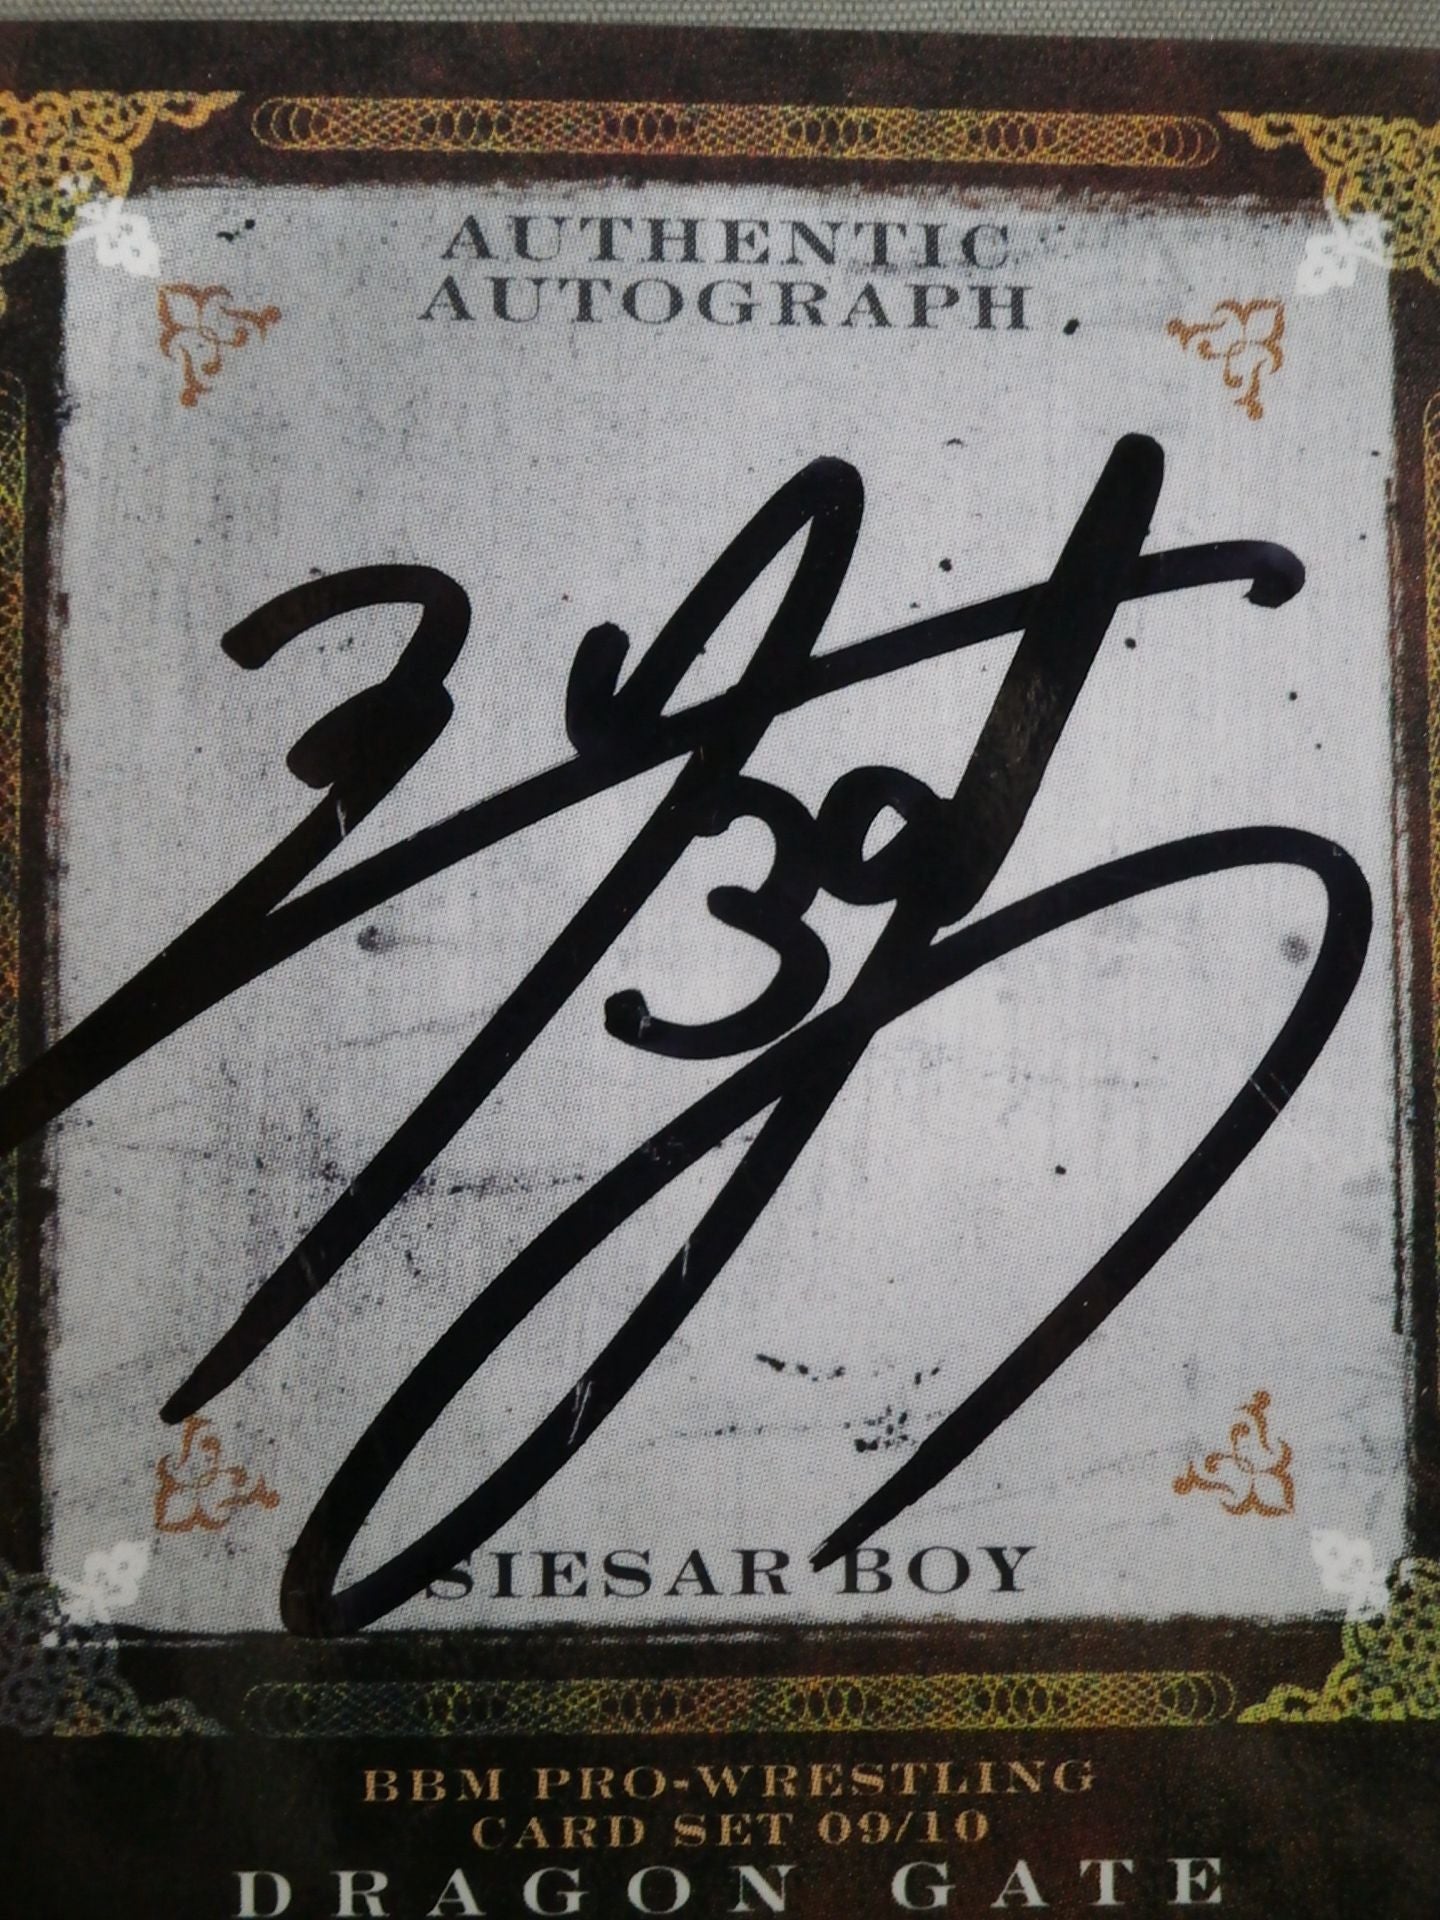 AUTHENTIC
AUTOGRAPH
SIESAR BOY
BBM PRO-WRESTLING
CARD SET 09/10
DRAGON GATE